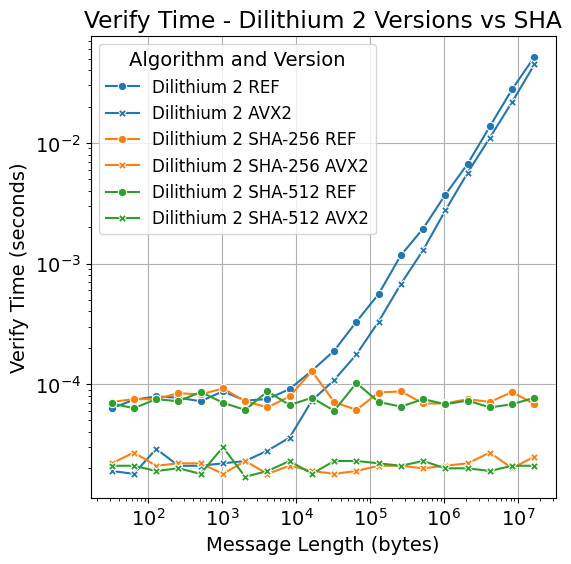 Verify Time - Dilithium 2 Versions vs SHA
Algorithm and Version
Dilithium 2 REF
Dilithium 2 AVX2
Dilithium 2 SHA-256 REF
Dilithium 2 SHA-256 AVX2
Dilithium 2 SHA-512 REF
Dilithium 2 SHA-512 AVX2
Verify Time (seconds)
10⁻²
10⁻³
10⁻⁴
10² 10³ 10⁴ 10⁵ 10⁶ 10⁷
Message Length (bytes)